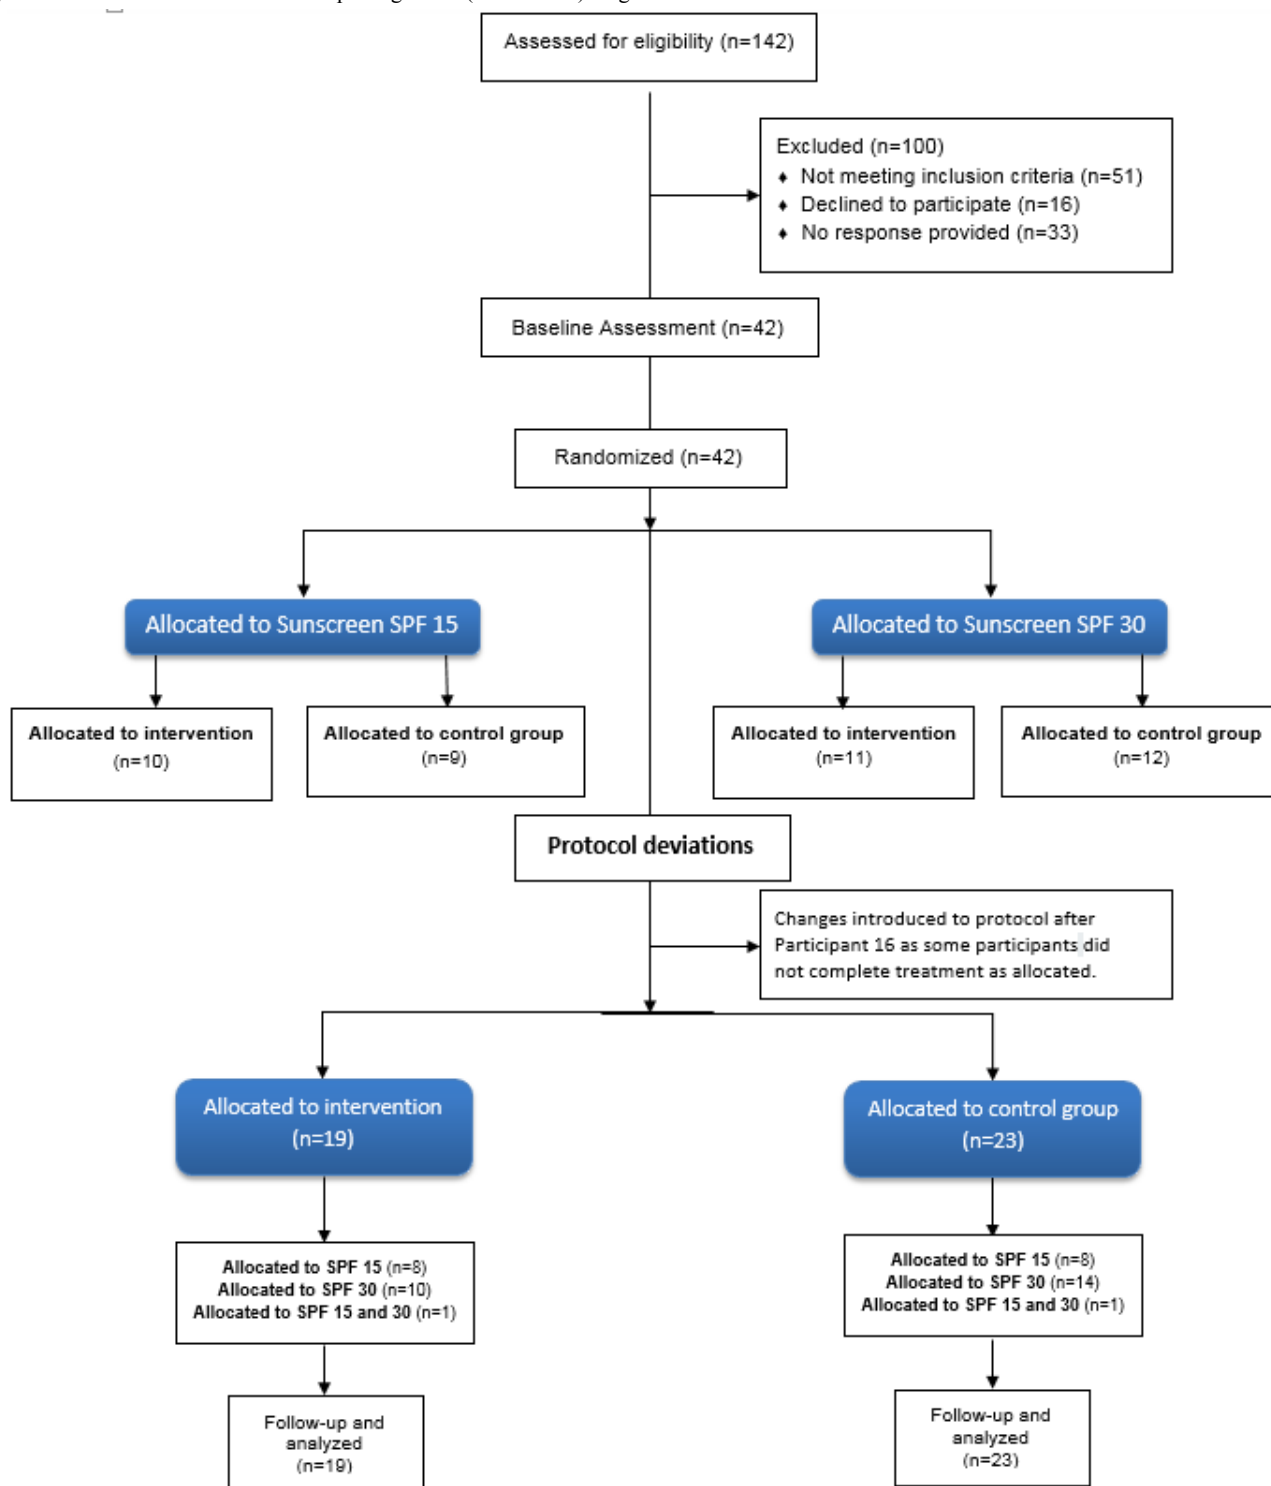 Assessed for eligibility (n=142)
Excluded (n=100)
♦ Not meeting inclusion criteria (n=51)
♦ Declined to participate (n=16)
♦ No response provided (n=33)
Baseline Assessment (n=42)
Randomized (n=42)
Allocated to Sunscreen SPF 15
Allocated to Sunscreen SPF 30
Allocated to intervention
(n=10)
Allocated to control group
(n=9)
Allocated to intervention
(n=11)
Allocated to control group
(n=12)
Protocol deviations
Changes introduced to protocol after
Participant 16 as some participants did
not complete treatment as allocated.
Allocated to intervention
(n=19)
Allocated to control group
(n=23)
Allocated to SPF 15 (n=8)
Allocated to SPF 30 (n=10)
Allocated to SPF 15 and 30 (n=1)
Allocated to SPF 15 (n=8)
Allocated to SPF 30 (n=14)
Allocated to SPF 15 and 30 (n=1)
Follow-up and
analyzed
(n=19)
Follow-up and
analyzed
(n=23)